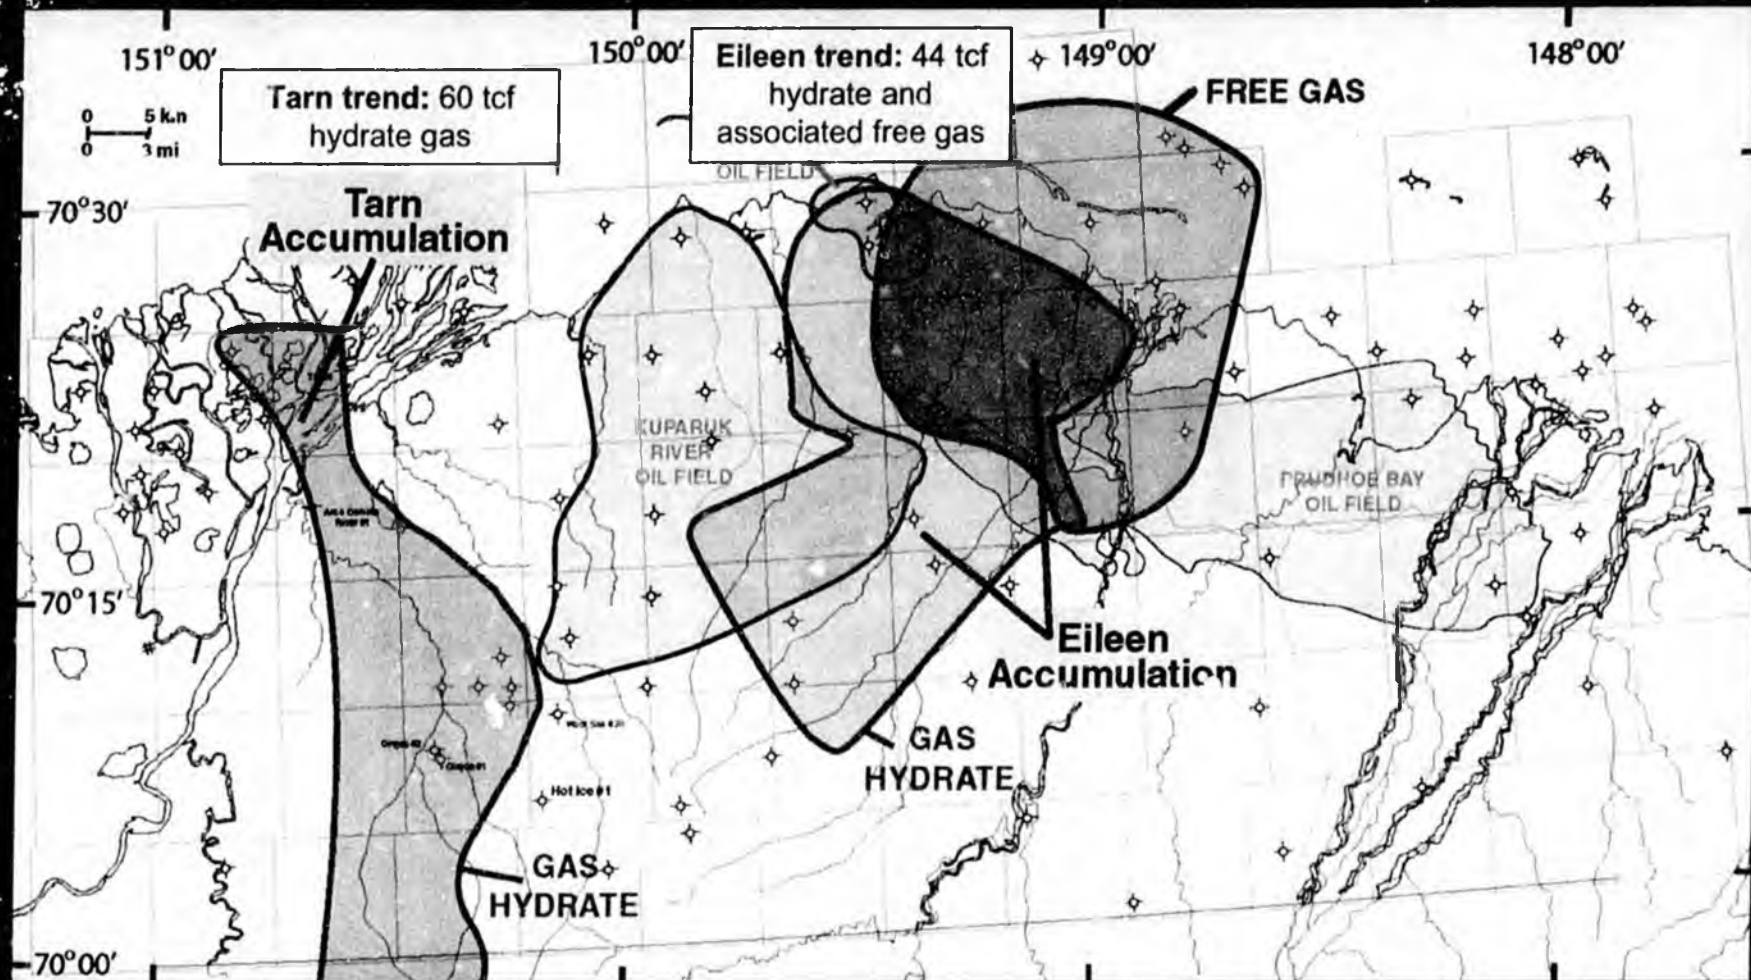 151°00'
150°00'
149°00'
148°00'
Tarn trend: 60 tcf
hydrate gas
Eileen trend: 44 tcf
hydrate and
associated free gas
FREE GAS
0 5 km
0 3 mi
OIL FIELD
70°30'
Tarn
Accumulation
KUPARUK
RIVER
OIL FIELD
PRUDHOE BAY
OIL FIELD
70°15'
Eileen
Accumulation
GAS
HYDRATE
Hot Ice #1
GAS
HYDRATE
70°00'